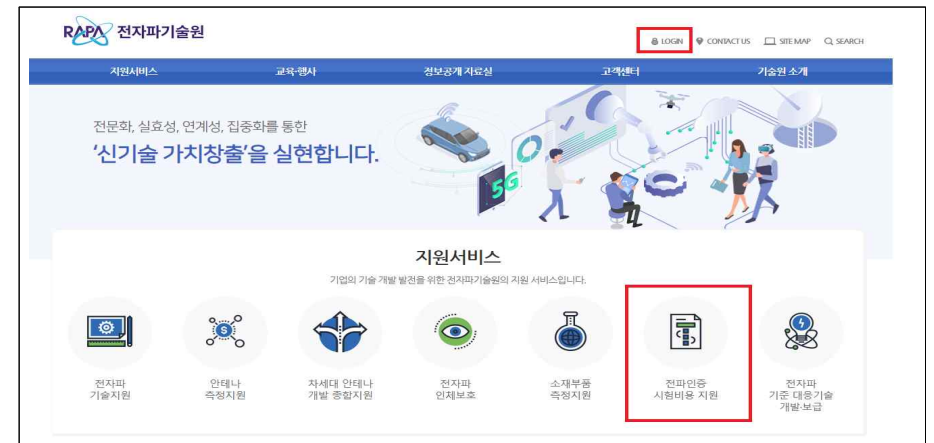 RAPA 전자파기술원
LOGIN CONTACT US SITE MAP SEARCH
지원서비스 교육·행사 정보공개 자료실 고객센터 기술원 소개
전문화, 실효성, 연계성, 집중화를 통한
'신기술 가치창출'을 실현합니다.
5G
지원서비스
기업의 기술 개발 발전을 위한 전자파기술원의 지원 서비스입니다.
전자파
기술지원
안테나
측정지원
차세대 안테나
개발·종합지원
전자파
인체보호
소재부품
측정지원
전파인증
시험비용 지원
전자파
기준 대응기술
개발·보급